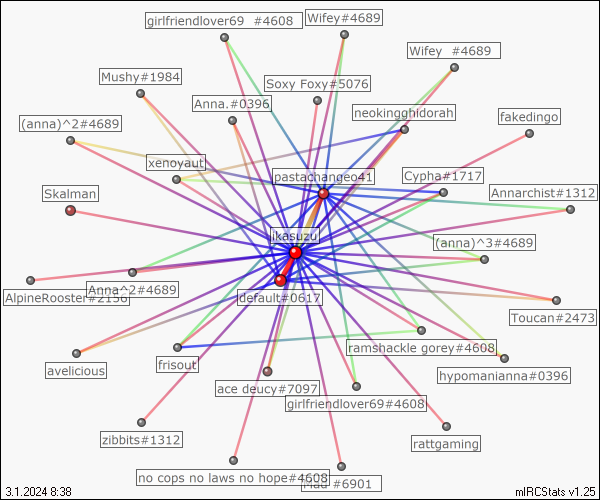 girlfriendlover69 #4608
Wifey#4689
Wifey #4689
Mushy#1984
Soxy Foxy#5076
Anna.#0396
neokingghidorah
fakedingo
(anna)^2#4689
xenoyaut
pastachangeo41
Cypha#1717
Skalman
Annarchist#1312
ikasuzu
(anna)^3#4689
Anna^2#4689
AlpineRooster#2156
default#0617
Toucan#2473
ramshackle gorey#4608
avelicious
frisout
hypomanianna#0396
ace deucy#7097
girlfriendlover69#4608
zibbits#1312
rattgaming
no cops no laws no hope#4608
#6901
3.1.2024 8:38
mIRCStats v1.25